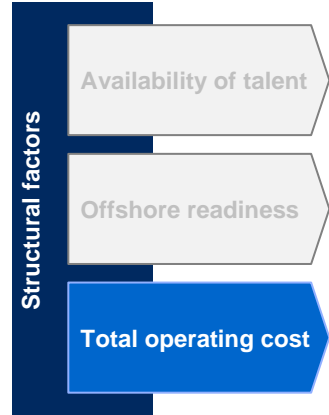 Structural factors
Availability of talent
Offshore readiness
Total operating cost